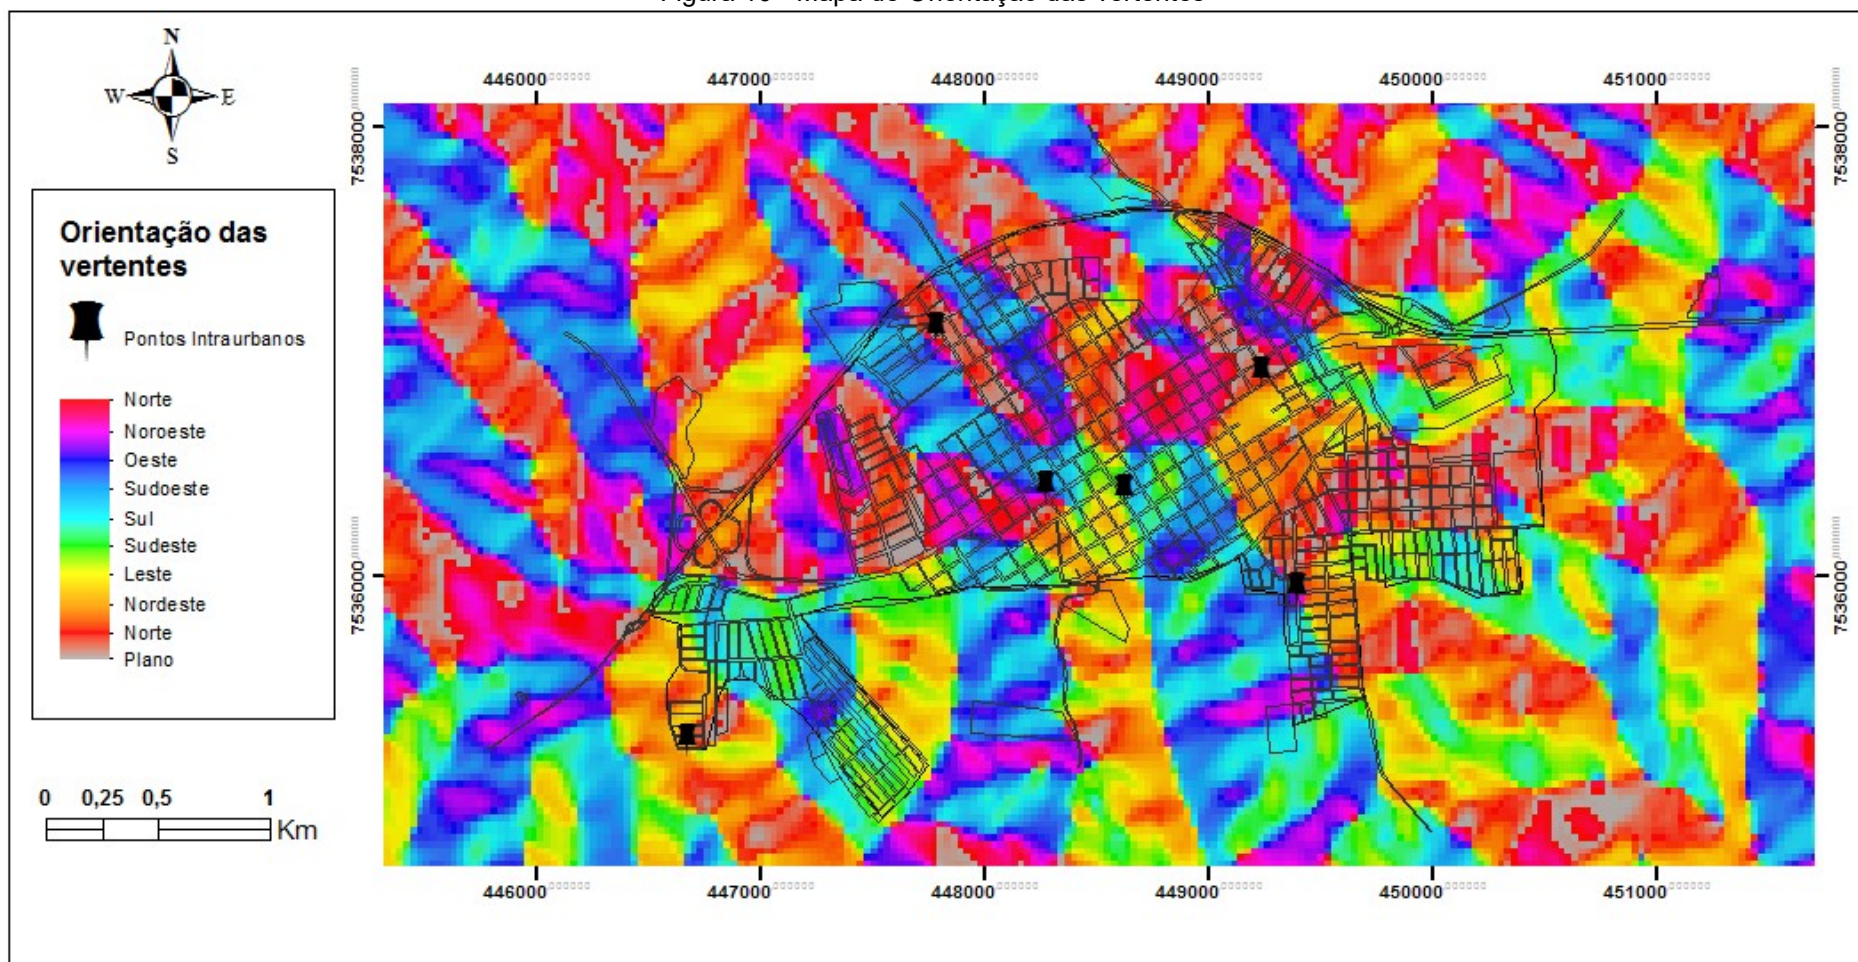 N
W E
S
Orientação das
vertentes
Pontos Intraurbanos
Norte
Noroeste
Oeste
Sudoeste
Sul
Sudeste
Leste
Nordeste
Norte
Plano
0 0,25 0,5 1
Km
446000 447000 448000 449000 450000 451000
7538000 7538000
7536000 7536000
446000 447000 448000 449000 450000 451000